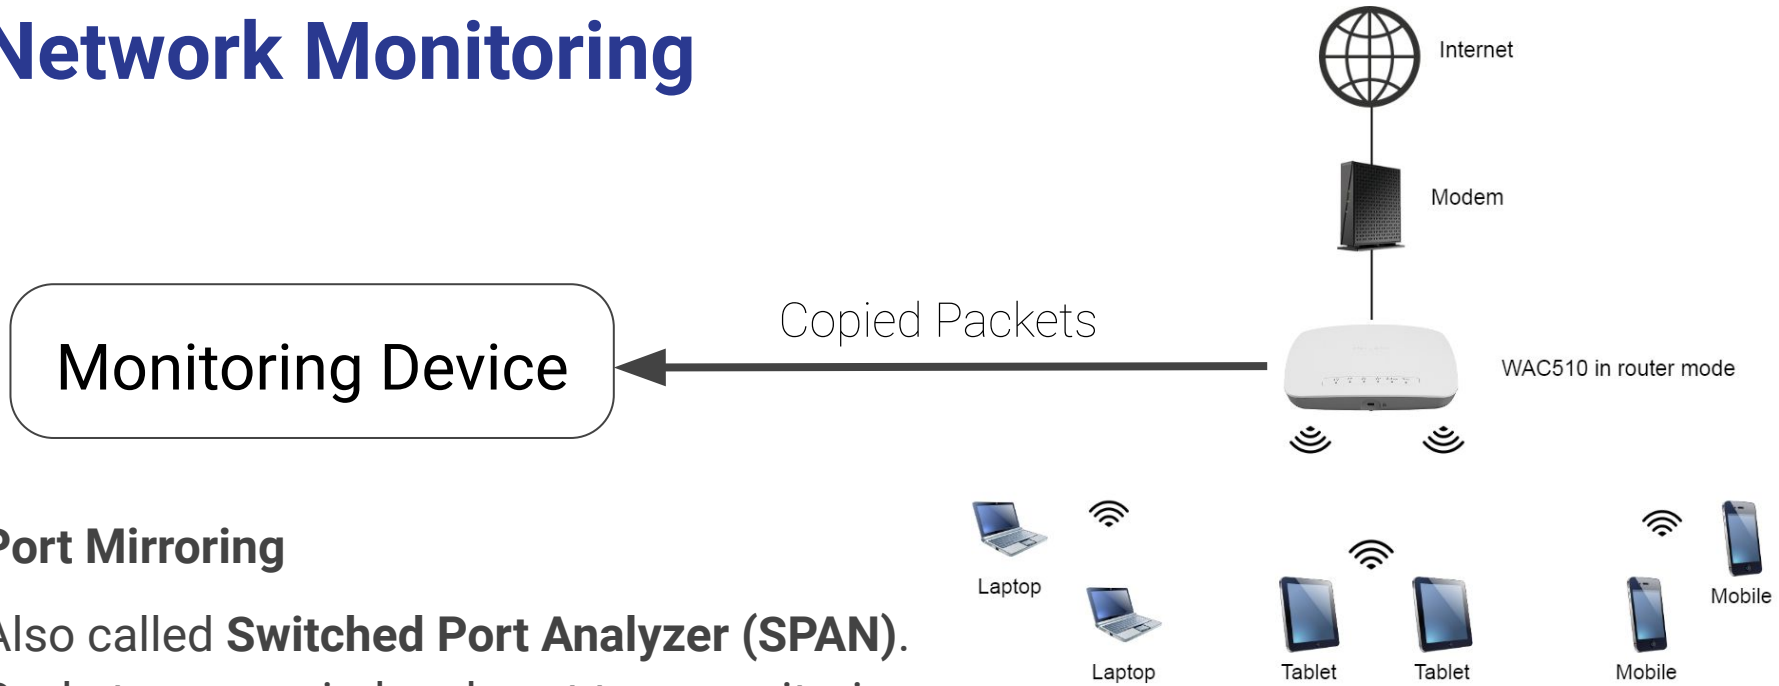 Network Monitoring
Internet
Modem
Copied Packets
Monitoring Device
WAC510 in router mode
Port Mirroring
Laptop
Mobile
Also called Switched Port Analyzer (SPAN).
Laptop
Tablet
Tablet
Mobile